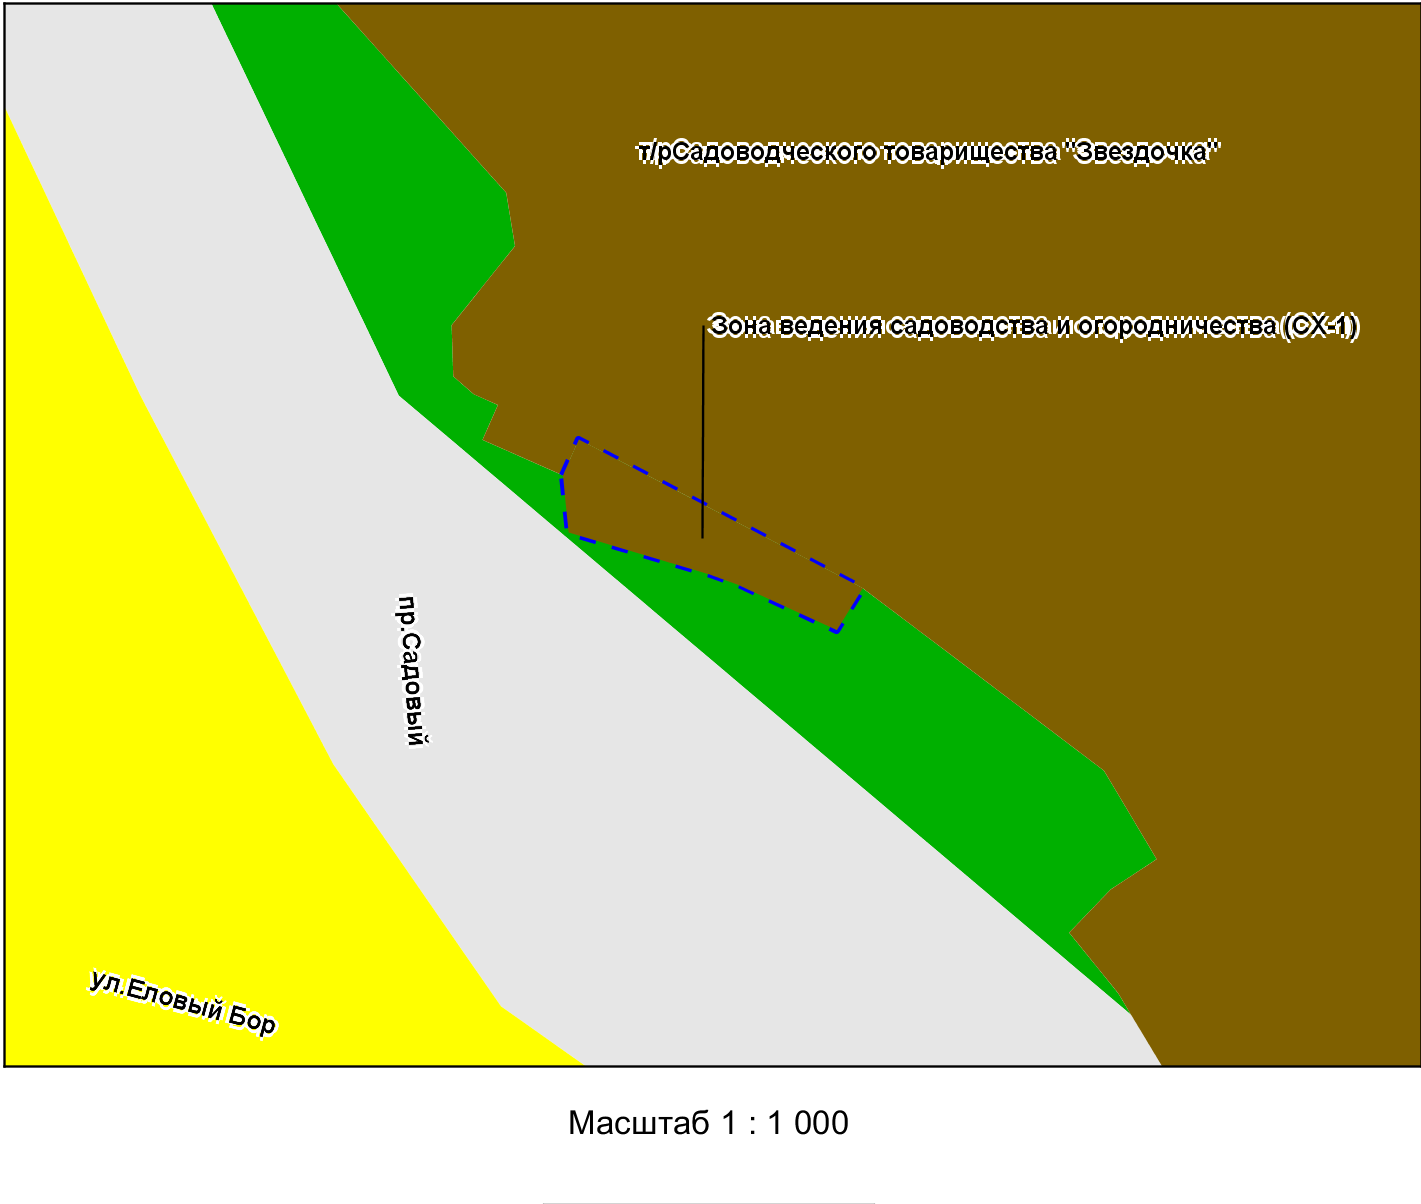 т/рСадоводческого товарищества "Звездочка"
Зона ведения садоводства и огородничества (СХ-1)
пр.Садовый
ул.Еловый Бор
Масштаб 1 : 1 000